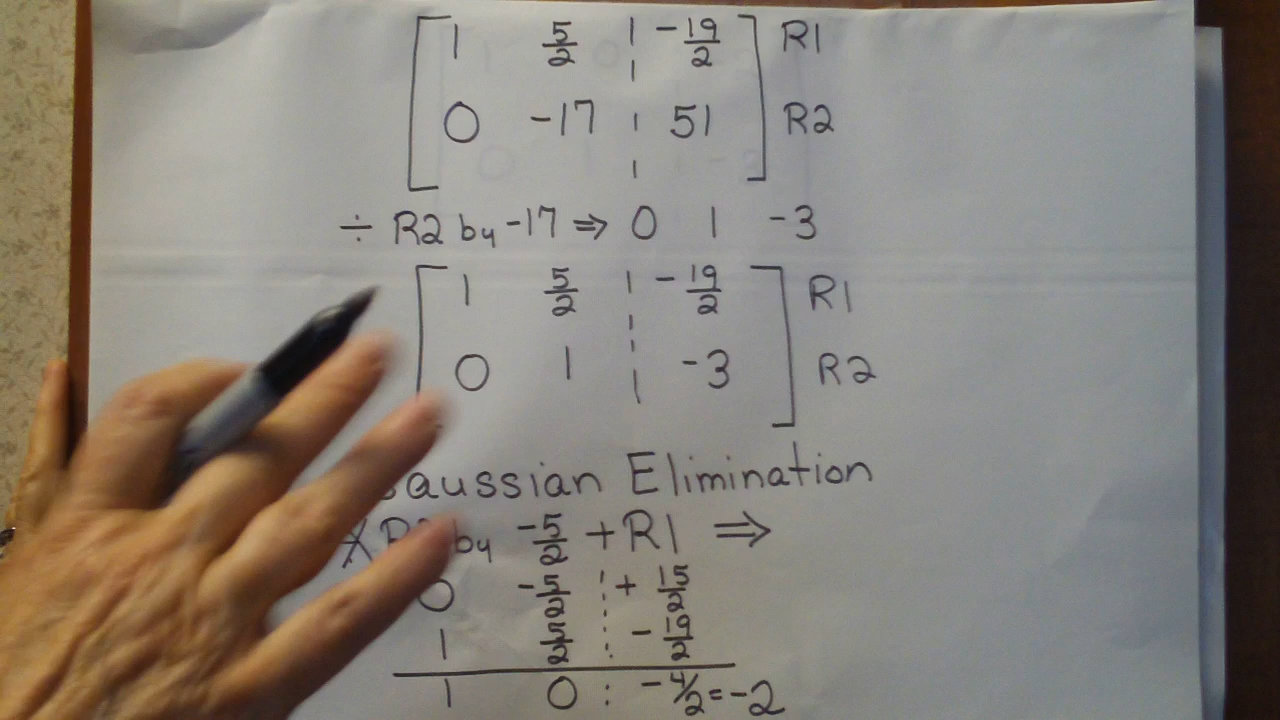 1 5/2 -19/2 R1
0 -17 51 R2
÷ R2 by -17 ⇒ 0 1 -3
1 5/2 -19/2 R1
0 1 -3 R2
aussian Elimination
by -5/2 + R1 ⇒
0 -5/2 + 15/2
1 5/2 -19/2
1 0 : -4/2 = -2